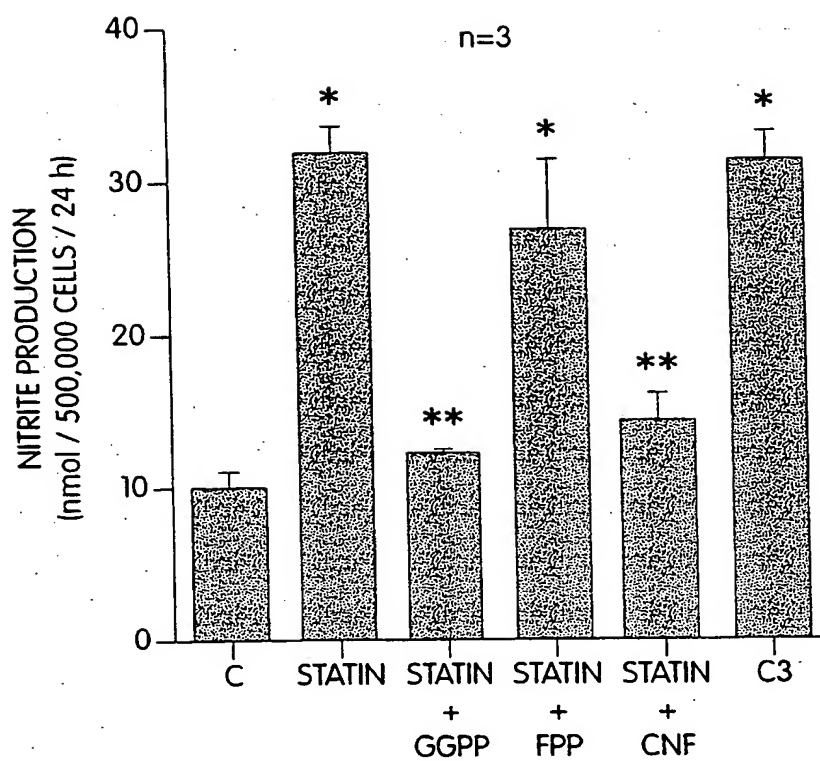 n=3
40
30
20
10
0
NITRITE PRODUCTION
(nmol / 500,000 CELLS / 24 h)
*
**
*
**
*
C
STATIN
STATIN
+
GGPP
STATIN
+
FPP
STATIN
+
CNF
C3